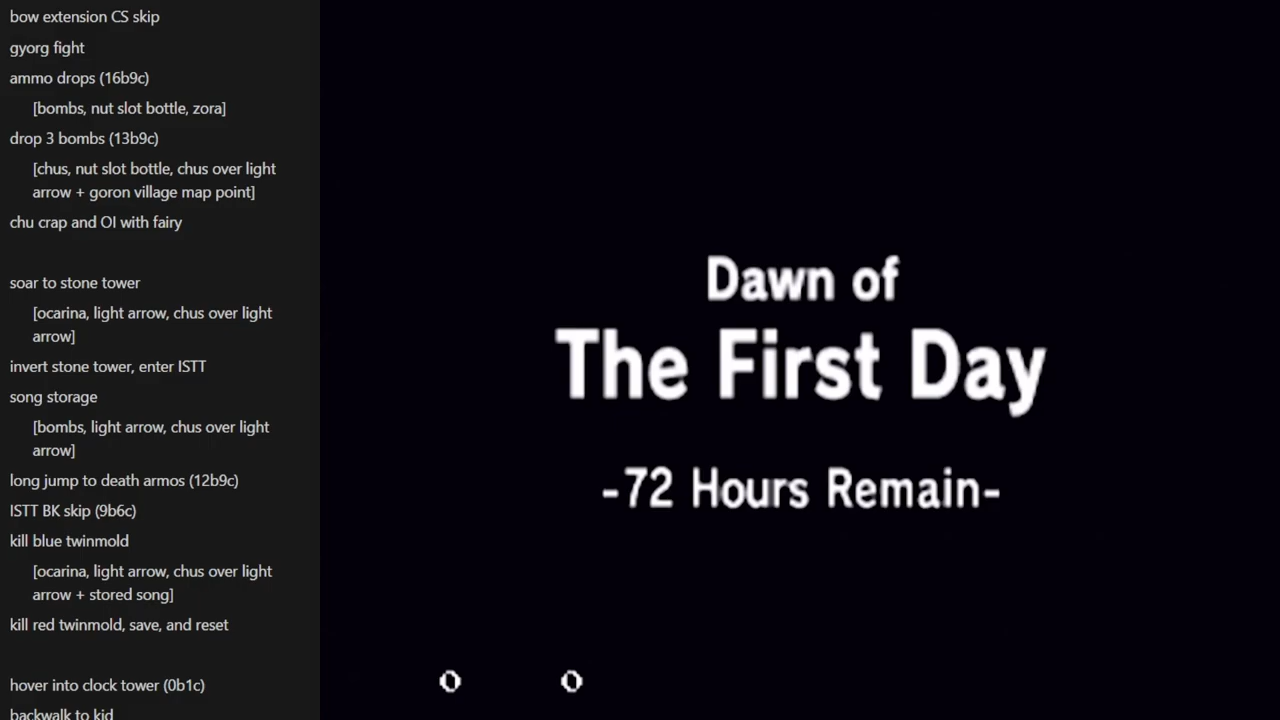 bow extension CS skip
gyorg fight
ammo drops (16b9c)
[bombs, nut slot bottle, zora]
drop 3 bombs (13b9c)
[chus, nut slot bottle, chus over light
arrow + goron village map point]
chu crap and OI with fairy
soar to stone tower
[ocarina, light arrow, chus over light
arrow]
invert stone tower, enter ISTT
song storage
[bombs, light arrow, chus over light
arrow]
long jump to death armos (12b9c)
ISTT BK skip (9b6c)
kill blue twinmold
[ocarina, light arrow, chus over light
arrow + stored song]
kill red twinmold, save, and reset
hover into clock tower (0b1c)
backwalk to kid
Dawn of
The First Day
-72 Hours Remain-
0 0